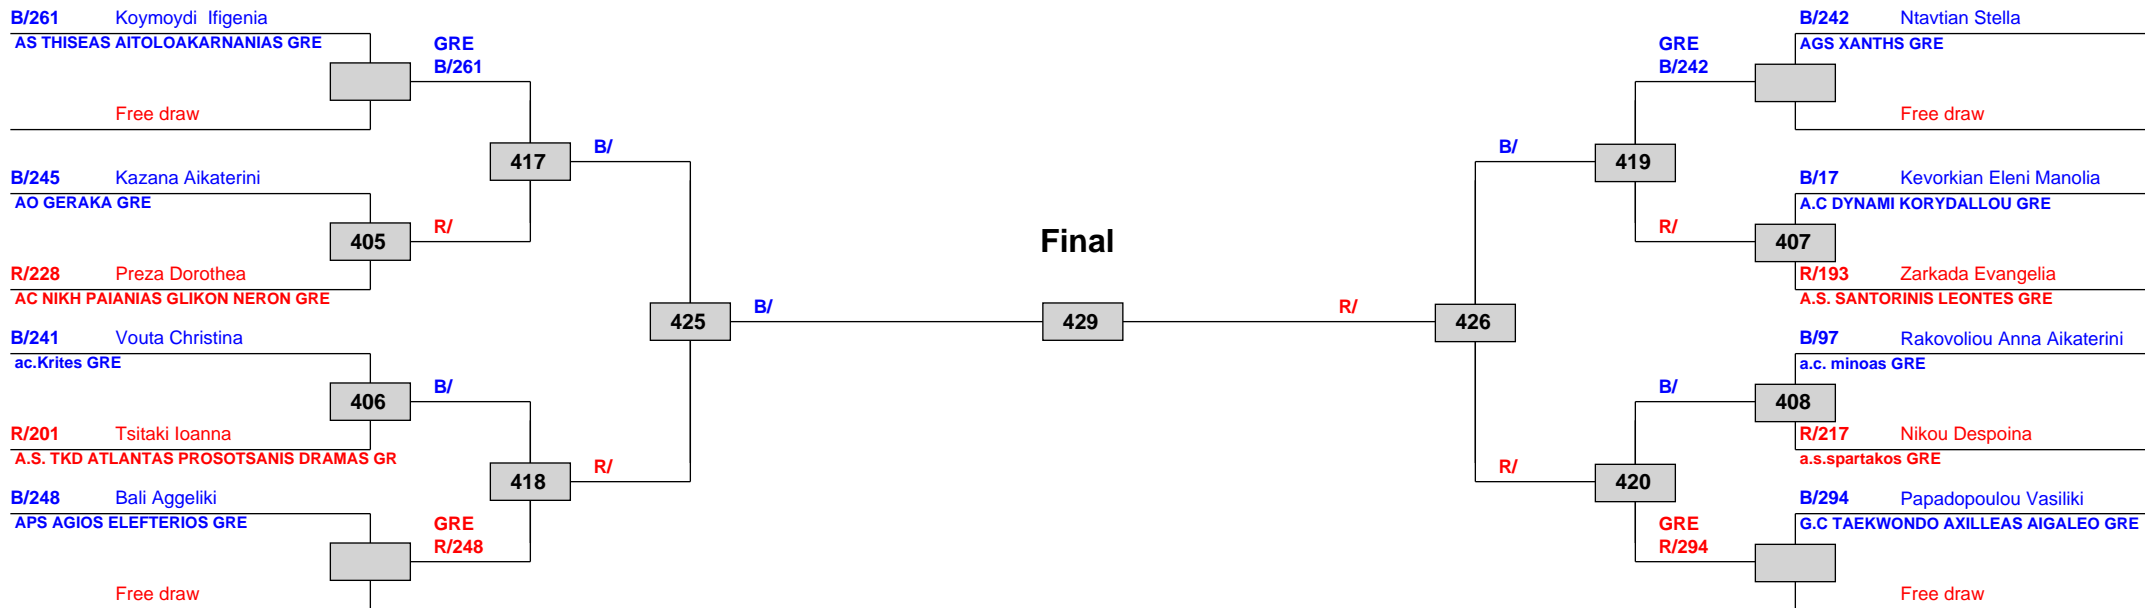 B/261 Koymoydi Ifigenia
AS THISEAS AITOLOAKARNANIAS GRE
GRE
B/261
Free draw
417
B/
B/245 Kazana Aikaterini
AO GERAKA GRE
405
R/
R/228 Preza Dorothea
AC NIKH PAIANIAS GLIKON NERON GRE
425
B/
B/241 Vouta Christina
ac.Krites GRE
406
B/
R/201 Tsitaki Ioanna
A.S. TKD ATLANTAS PROSOTSANIS DRAMAS GR
418
R/
B/248 Bali Aggeliki
APS AGIOS ELEFTERIOS GRE
GRE
R/248
Free draw
Final
429
B/242 Ntavtian Stella
AGS XANTHS GRE
GRE
B/242
Free draw
B/
419
B/17 Kevorkian Eleni Manolia
A.C DYNAMI KORYDALLOU GRE
R/
407
R/193 Zarkada Evangelia
A.S. SANTORINIS LEONTES GRE
R/
426
B/97 Rakovoliou Anna Aikaterini
a.c. minoas GRE
B/
408
R/217 Nikou Despoina
a.s.spartakos GRE
R/
420
B/294 Papadopoulou Vasiliki
G.C TAEKWONDO AXILLEAS AIGALEO GRE
GRE
R/294
Free draw